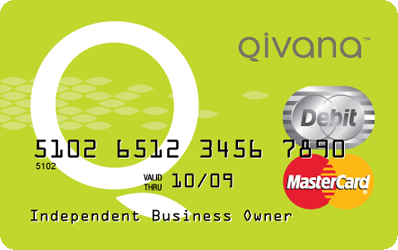 Qivana™
Debit
5102 6512 3456 7890
5102
VALID THRU 10/09
MasterCard
Independent Business Owner